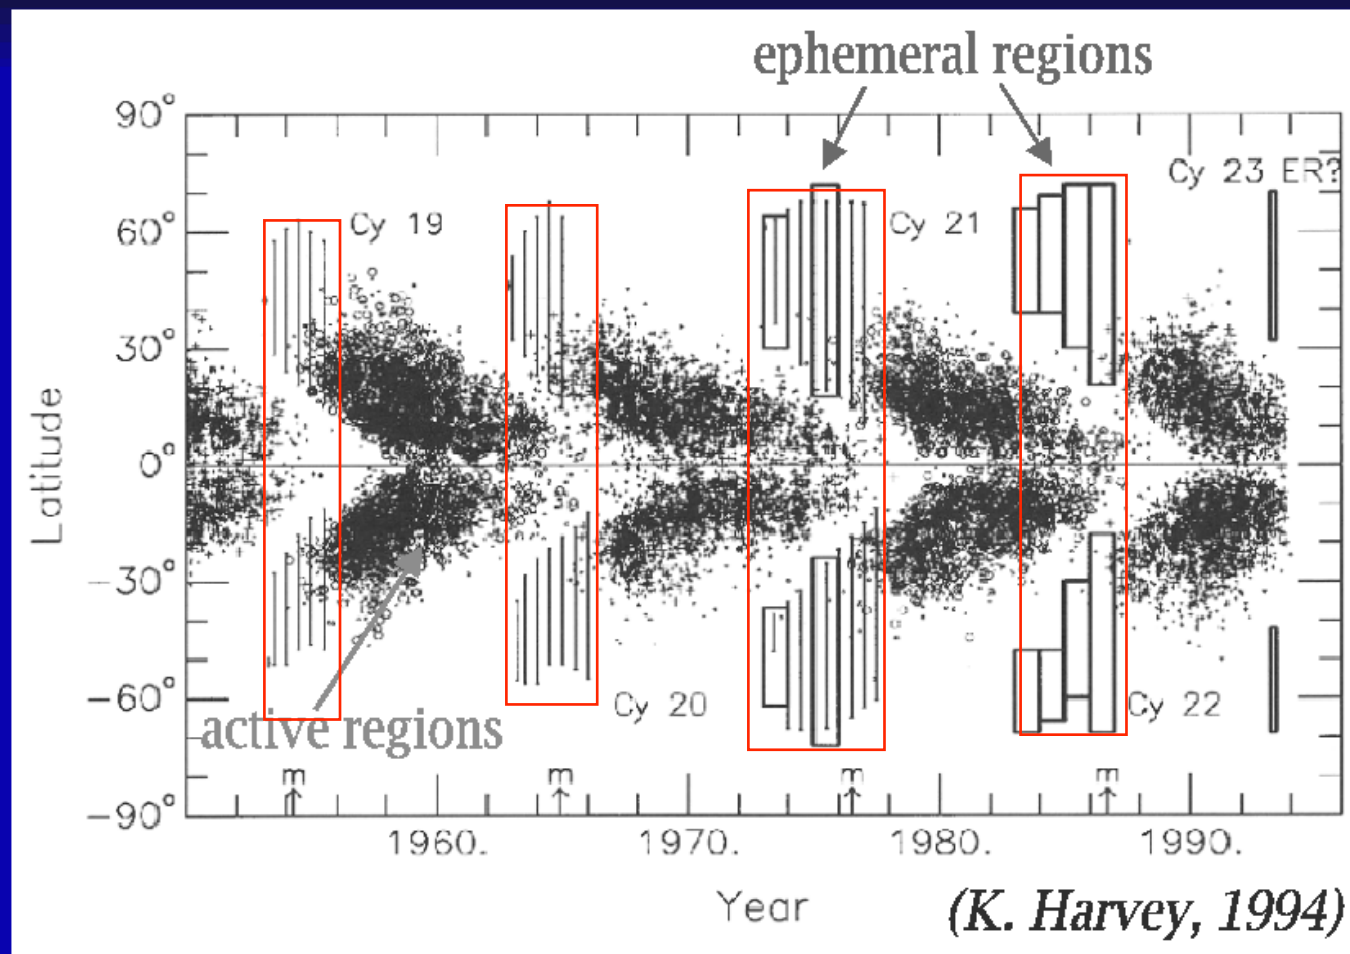 ephemeral regions
90°
Cy 23 ER?
60°
Cy 19
Cy 21
30°
Latitude
0°
-30°
-60°
Cy 20
Cy 22
active regions
m
m
m
m
-90°
1960.
1970.
1980.
1990.
Year
(K. Harvey, 1994)